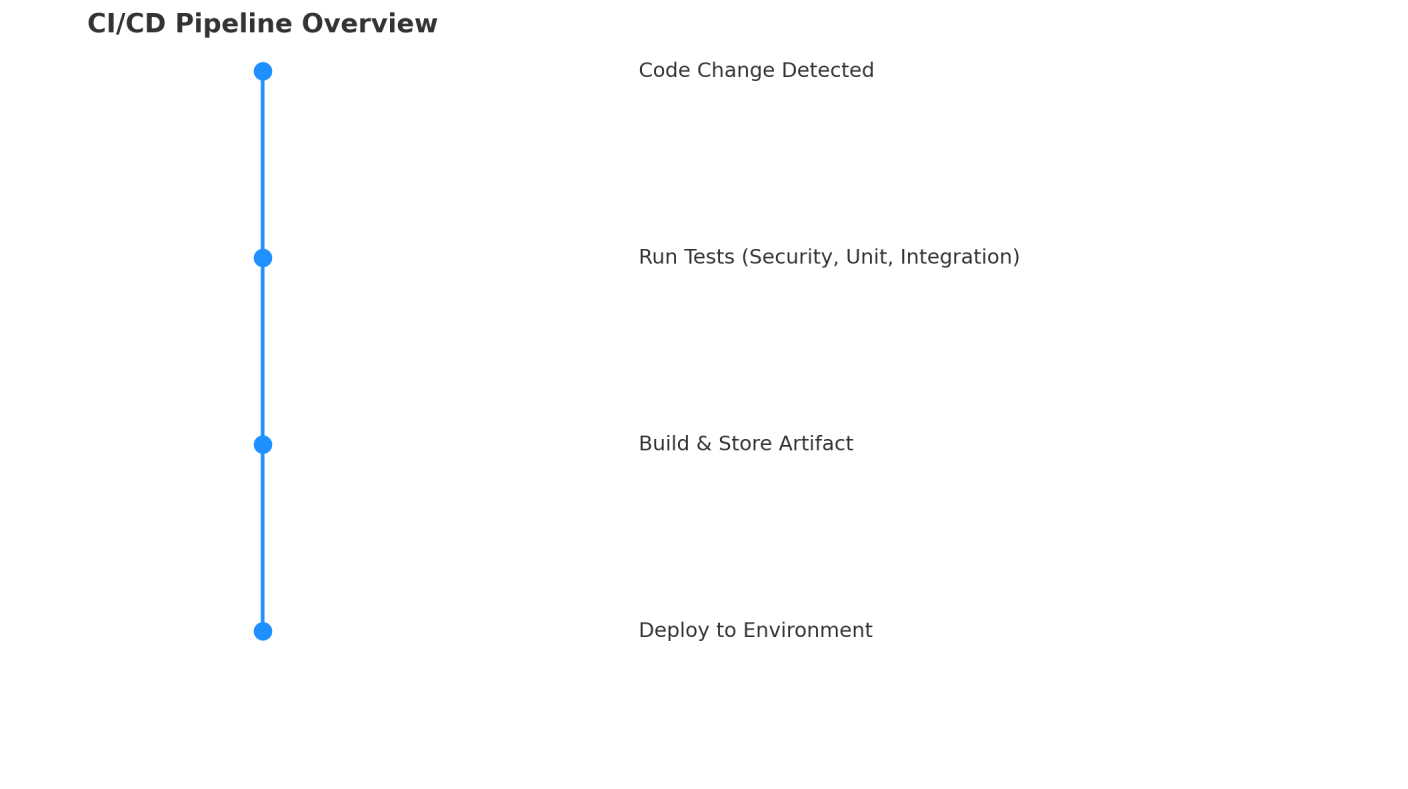 CI/CD Pipeline Overview
Code Change Detected
Run Tests (Security, Unit, Integration)
Build & Store Artifact
Deploy to Environment